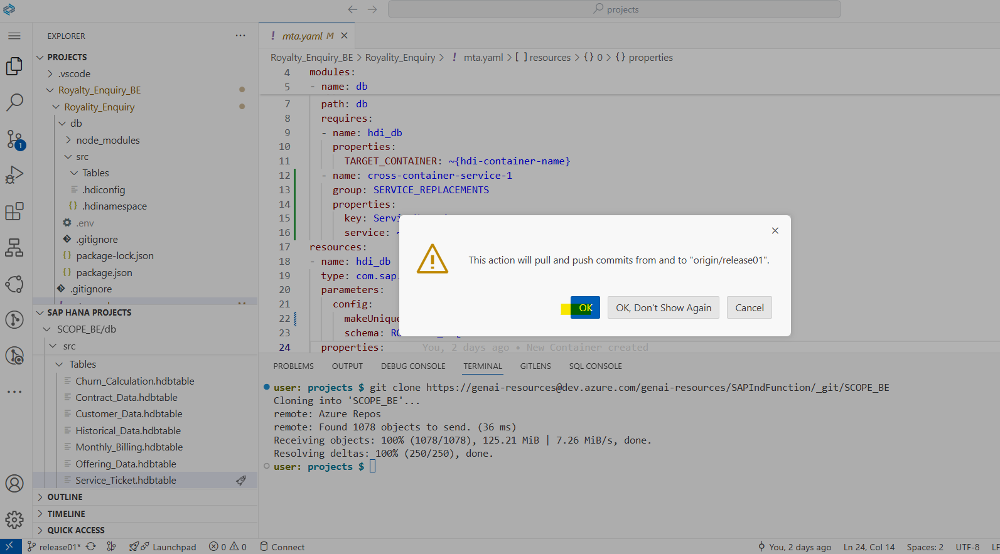 projects
EXPLORER
PROJECTS
.vscode
Royalty_Enquiry_BE
Royality_Enquiry
db
node_modules
src
Tables
.hdiconfig
.hdinamespace
.env
.gitignore
package-lock.json
package.json
.gitignore
SAP HANA PROJECTS
SCOPE_BE/db
src
Tables
Churn_Calculation.hdbtable
Contract_Data.hdbtable
Customer_Data.hdbtable
Historical_Data.hdbtable
Monthly_Billing.hdbtable
Offering_Data.hdbtable
Service_Ticket.hdbtable
OUTLINE
TIMELINE
QUICK ACCESS
1
! mta.yaml M
Royalty_Enquiry_BE > Royality_Enquiry > ! mta.yaml > [ ] resources > {} 0 > {} properties
4 modules:
5 - name: db
7 path: db
8 requires:
9 - name: hdi_db
10 properties:
11 TARGET_CONTAINER: ~{hdi-container-name}
12 - name: cross-container-service-1
13 group: SERVICE_REPLACEMENTS
14 properties:
15 key: Servi
16 service: ~
17 resources:
18 - name: hdi_db
19 type: com.sap.
20 parameters:
21 config:
22 makeUnique
23 schema: RO
24 properties: You, 2 days ago • New Container created
This action will pull and push commits from and to "origin/release01".
OK
OK, Don't Show Again
Cancel
PROBLEMS OUTPUT DEBUG CONSOLE TERMINAL GITLENS SQL CONSOLE
user: projects $ git clone https://genai-resources@dev.azure.com/genai-resources/SAPIndFunction/_git/SCOPE_BE
Cloning into 'SCOPE_BE'...
remote: Azure Repos
remote: Found 1078 objects to send. (36 ms)
Receiving objects: 100% (1078/1078), 125.21 MiB | 7.26 MiB/s, done.
Resolving deltas: 100% (250/250), done.
user: projects $
release01* Launchpad 0 0 Connect You, 2 days ago Ln 24, Col 14 Spaces: 2 UTF-8 LF